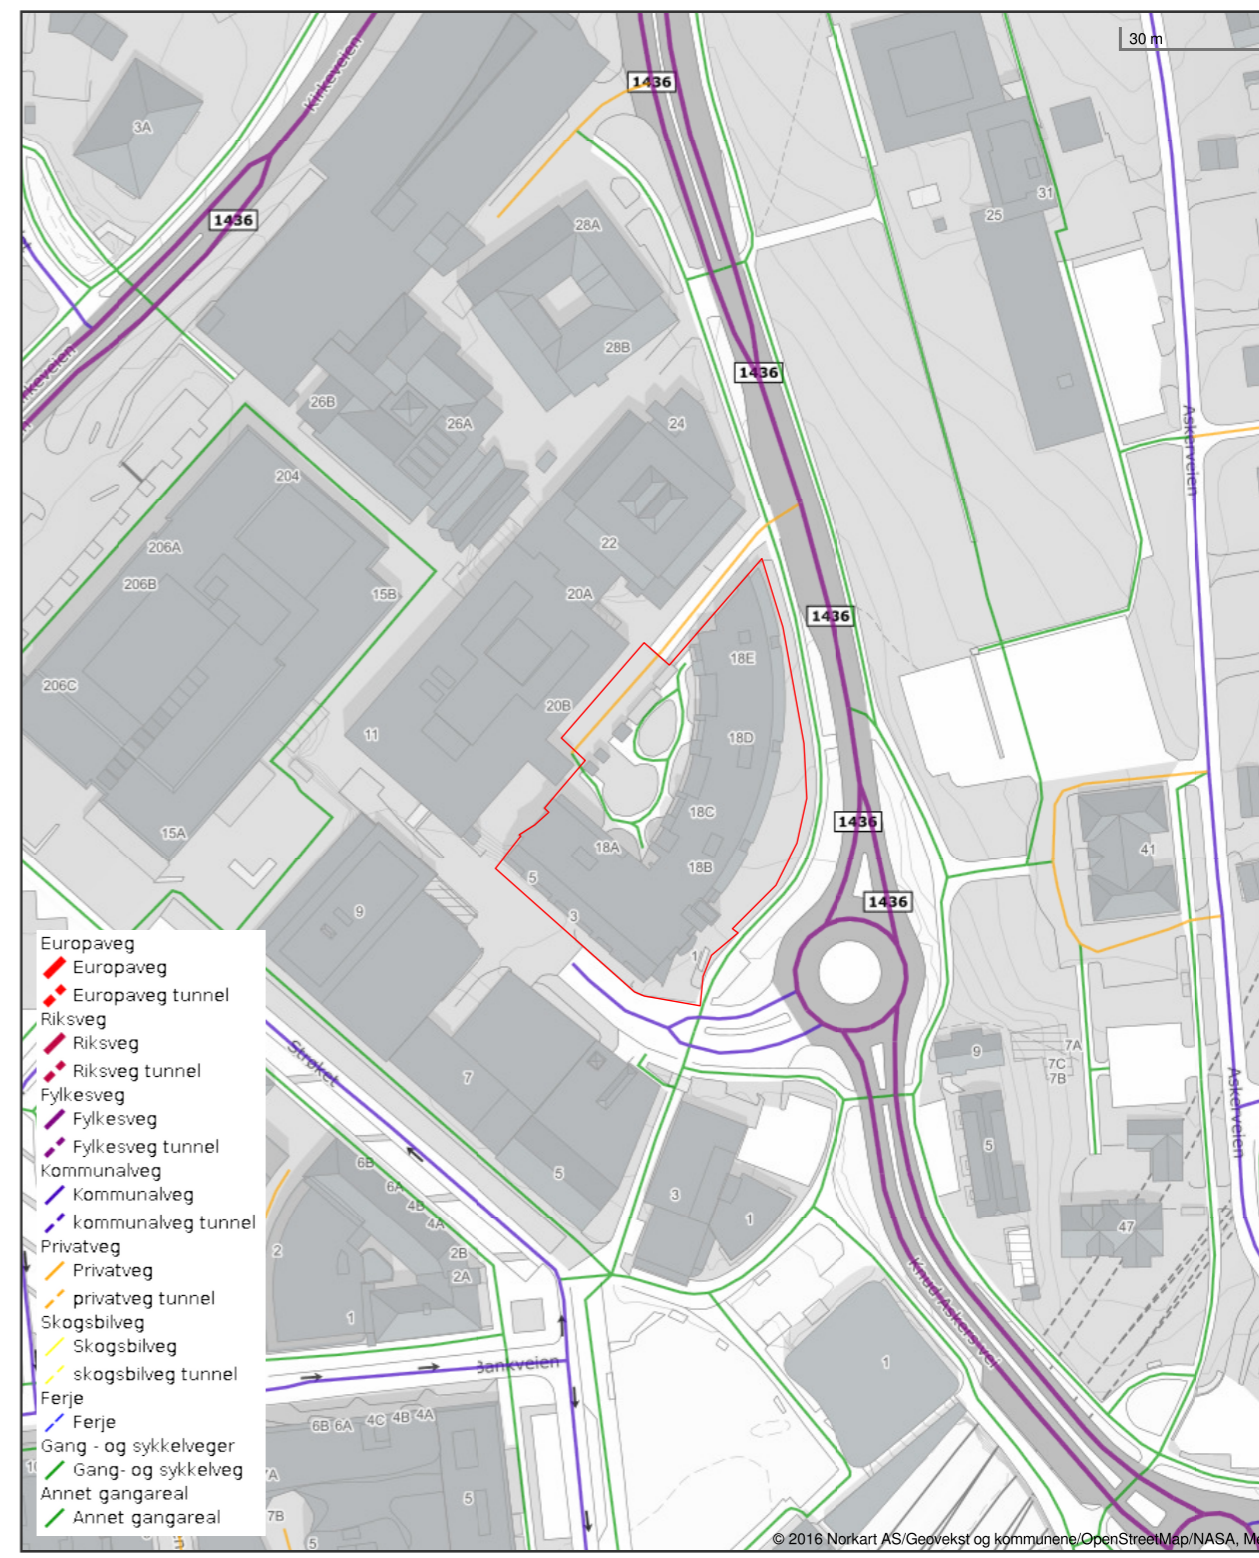 30 m
1436
Kirkeveien
3A
1436
31
25
28A
28B
1436
26B
26A
24
Askerveien
204
22
206A
206B
15B
20A
1436
18E
206C
20B
11
18D
18C
1436
15A
18A
41
5
18B
9
3
1436
1
Europaveg
Europaveg
Europaveg tunnel
Riksveg
Riksveg
Riksveg tunnel
Fylkesveg
Fylkesveg
Fylkesveg tunnel
Kommunalveg
Kommunalveg
kommunalveg tunnel
Privatveg
Privatveg
privatveg tunnel
Skogsbilveg
Skogsbilveg
skogsbilveg tunnel
Ferje
Ferje
Gang - og sykkelveger
Gang- og sykkelveg
Annet gangareal
Annet gangareal
Strøket
7
9
7A
7C
7B
Askerveien
5
6B
6A
4B
4A
5
3
1
47
2
2B
2A
1
Knud Askers vei
1
6B 6A 4C 4B 4A
7B
5
5
© 2016 Norkart AS/Geovekst og kommunene/OpenStreetMap/NASA, M